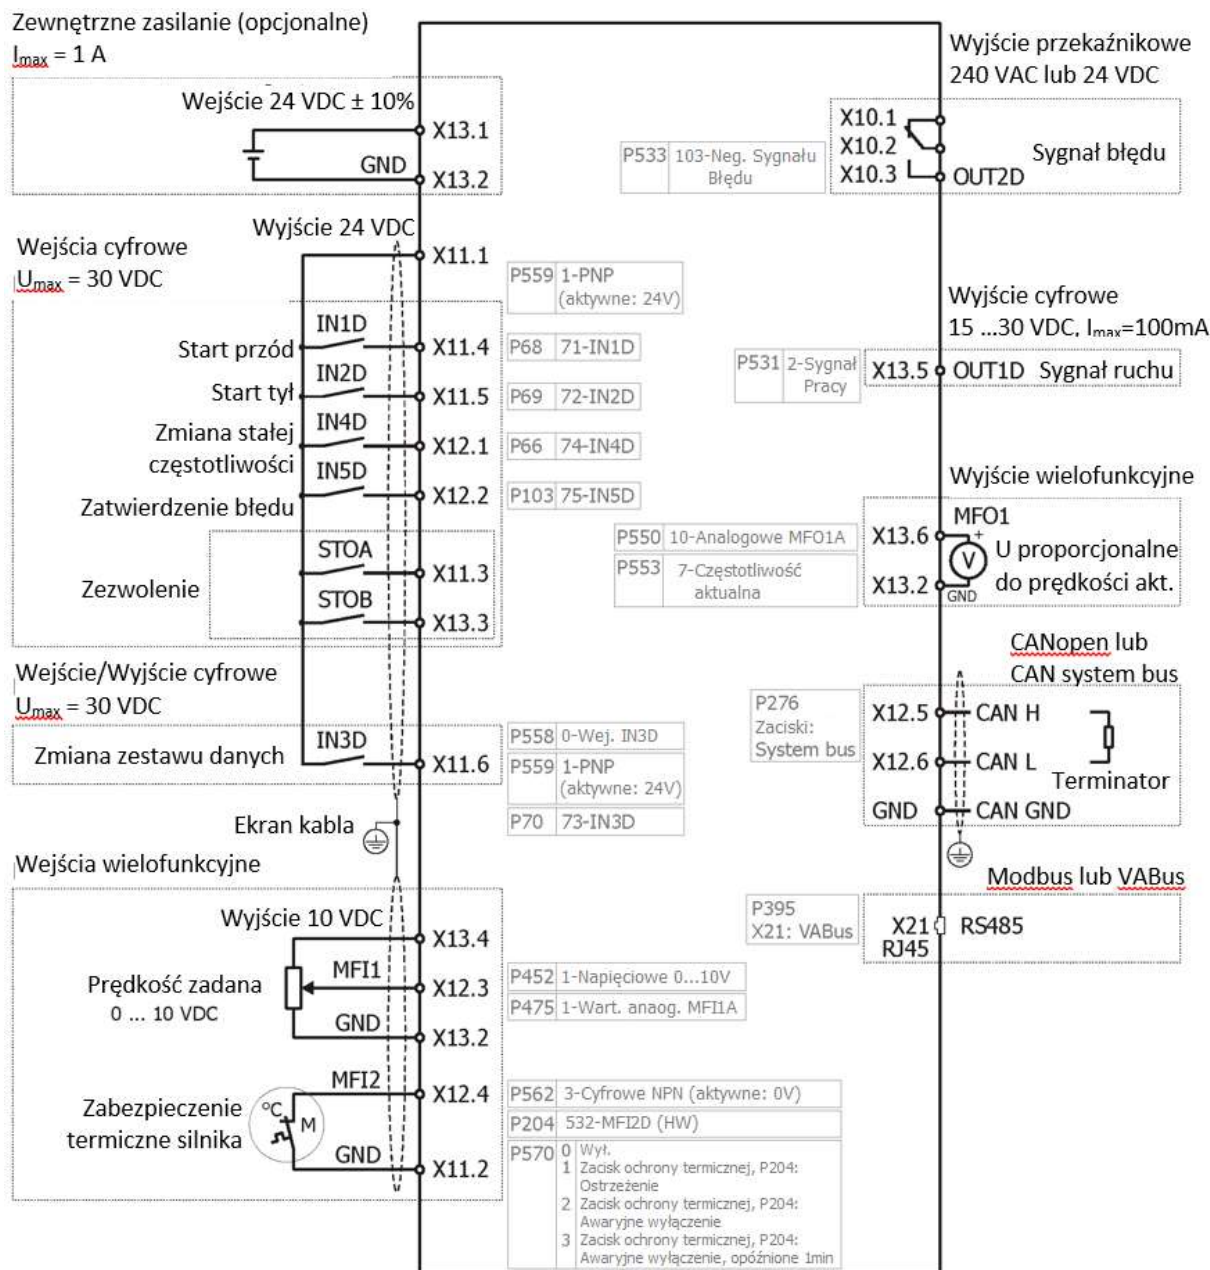 Zewnętrzne zasilanie (opcjonalne)
Imax = 1 A
Wejście 24 VDC ± 10%
X13.1
GND
X13.2
Wyjście 24 VDC
Wejścia cyfrowe
Umax = 30 VDC
X11.1
P559 1-PNP
(aktywne: 24V)
IN1D
Start przód
X11.4
P68 71-IN1D
IN2D
Start tył
X11.5
P69 72-IN2D
IN4D
Zmiana stałej
częstotliwości
X12.1
P66 74-IN4D
IN5D
Zatwierdzenie błędu
X12.2
P103 75-IN5D
STOA
X11.3
Zezwolenie
STOB
X13.3
Wejście/Wyjście cyfrowe
Umax = 30 VDC
IN3D
Zmiana zestawu danych
X11.6
P558 0-Wej. IN3D
P559 1-PNP
(aktywne: 24V)
P70 73-IN3D
Ekran kabla
Wejścia wielofunkcyjne
Wyjście 10 VDC
X13.4
MFI1
Prędkość zadana
0 ... 10 VDC
X12.3
P452 1-Napięciowe 0...10V
P475 1-Wart. anaog. MFI1A
GND
X13.2
MFI2
X12.4
P562 3-Cyfrowe NPN (aktywne: 0V)
Zabezpieczenie
termiczne silnika
°C
M
P204 532-MFI2D (HW)
GND
X11.2
P570 0 Wył.
1 Zacisk ochrony termicznej, P204:
Ostrzeżenie
2 Zacisk ochrony termicznej, P204:
Awaryjne wyłączenie
3 Zacisk ochrony termicznej, P204:
Awaryjne wyłączenie, opóźnione 1min
Wyjście przekaźnikowe
240 VAC lub 24 VDC
X10.1
X10.2
X10.3
P533 103-Neg. Sygnału
Błędu
Sygnał błędu
OUT2D
Wyjście cyfrowe
15 ...30 VDC, Imax=100mA
P531 2-Sygnał
Pracy
X13.5 OUT1D Sygnał ruchu
Wyjście wielofunkcyjne
MFO1
P550 10-Analogowe MFO1A
X13.6
+
V
U proporcjonalne
do prędkości akt.
P553 7-Częstotliwość
aktualna
X13.2
GND
CANopen lub
CAN system bus
P276
Zaciski:
System bus
X12.5 CAN H
X12.6 CAN L
Terminator
GND CAN GND
Modbus lub VABus
P395
X21: VABus
X21 RS485
RJ45